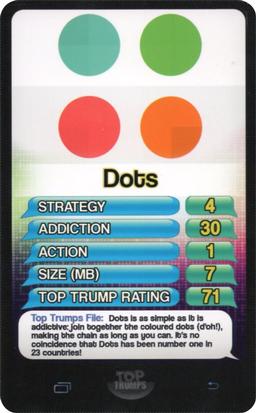 Dots
STRATEGY 4
ADDICTION 30
ACTION 1
SIZE (MB) 7
TOP TRUMP RATING 71
Top Trumps File: Dots is as simple as it is
addictive: join together the coloured dots (d'oh!),
making the chain as long as you can. It's no
coincidence that Dots has been number one in
23 countries!
TOP
TRUMPS